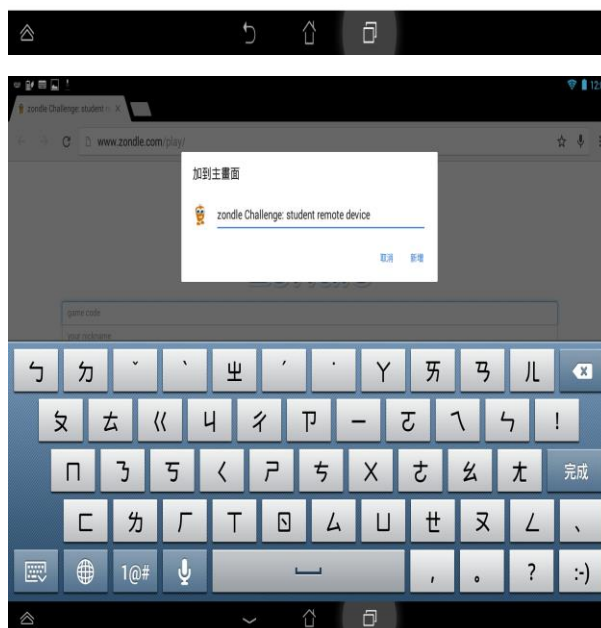 12:
zondle Challenge: student r
www.zondle.com/play/
加到主畫面
zondle Challenge: student remote device
取消 新增
game code
your nickname
ㄅ ㄉ ˇ ˋ ㄓ ˊ ˙ ㄚ ㄞ ㄢ ㄦ
ㄆ ㄊ ㄍ ㄐ ㄔ ㄗ ㄧ ㄛ ㄟ ㄣ !
ㄇ ㄋ ㄎ ㄑ ㄕ ㄘ ㄨ ㄜ ㄠ ㄤ 完成
ㄈ ㄌ ㄏ ㄒ ㄖ ㄙ ㄩ ㄝ ㄡ ㄥ 、
1@# , 。 ? :-)